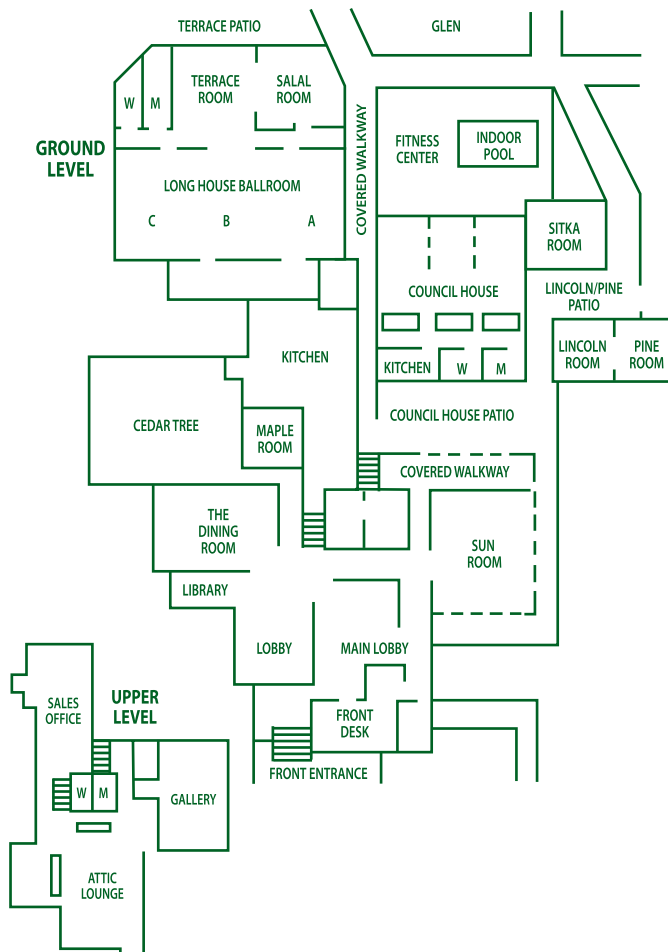 TERRACE PATIO
GLEN
TERRACE
ROOM
SALAL
ROOM
W
M
GROUND
LEVEL
COVERED WALKWAY
FITNESS
CENTER
INDOOR
POOL
LONG HOUSE BALLROOM
C
B
A
SITKA
ROOM
COUNCIL HOUSE
LINCOLN/PINE
PATIO
KITCHEN
LINCOLN
ROOM
PINE
ROOM
KITCHEN
W
M
COUNCIL HOUSE PATIO
CEDAR TREE
MAPLE
ROOM
COVERED WALKWAY
THE
DINING
ROOM
SUN
ROOM
LIBRARY
LOBBY
MAIN LOBBY
SALES
OFFICE
UPPER
LEVEL
FRONT
DESK
FRONT ENTRANCE
W
M
GALLERY
ATTIC
LOUNGE